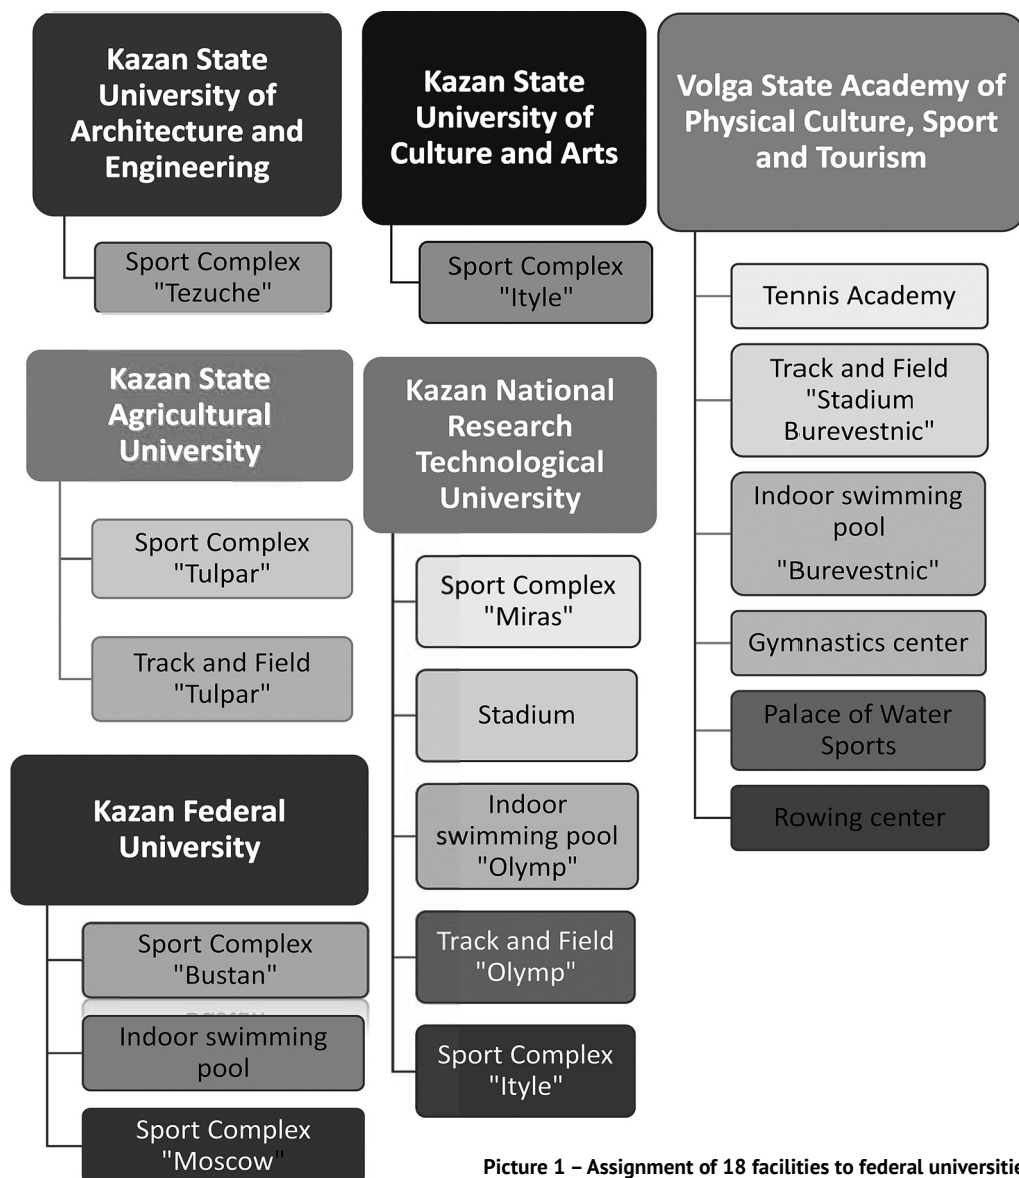 Kazan State
University of
Architecture and
Engineering
Sport Complex
"Tezuche"
Kazan State
University of
Culture and Arts
Sport Complex
"Ityle"
Volga State Academy of
Physical Culture, Sport
and Tourism
Tennis Academy
Track and Field
"Stadium
Burevestnic"
Indoor swimming
pool
"Burevestnic"
Gymnastics center
Palace of Water
Sports
Rowing center
Kazan State
Agricultural
University
Sport Complex
"Tulpar"
Track and Field
"Tulpar"
Kazan National
Research
Technological
University
Sport Complex
"Miras"
Stadium
Indoor
swimming pool
"Olymp"
Track and Field
"Olymp"
Sport Complex
"Ityle"
Kazan Federal
University
Sport Complex
"Bustan"
Indoor swimming
pool
Sport Complex
"Moscow"
Picture 1 – Assignment of 18 facilities to federal universitie